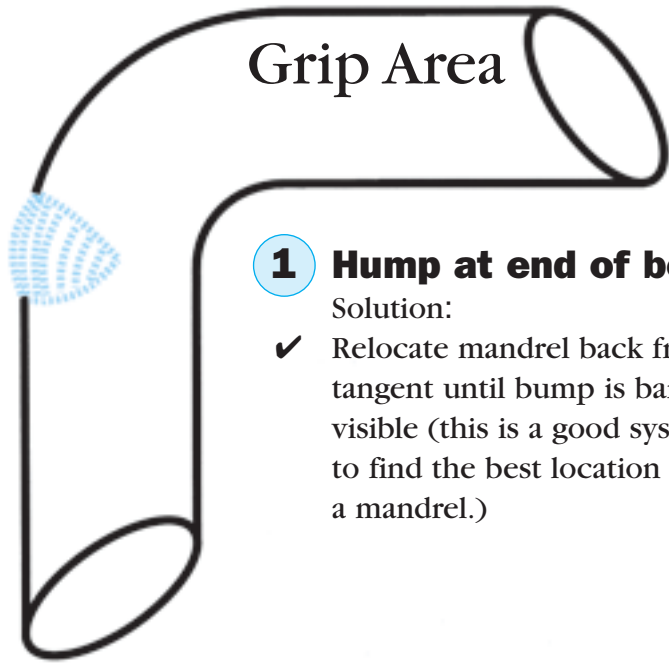 Grip Area
1 Hump at end of
Solution:
✔ Relocate mandrel back
tangent until bump is
visible (this is a good
to find the best location
a mandrel.)